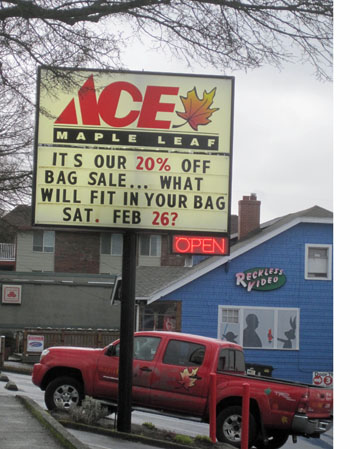 ACE
MAPLE LEAF
IT S OUR 20% OFF
BAG SALE... WHAT
WILL FIT IN YOUR BAG
SAT. FEB 26?
OPEN
RECKLESS
VIDEO